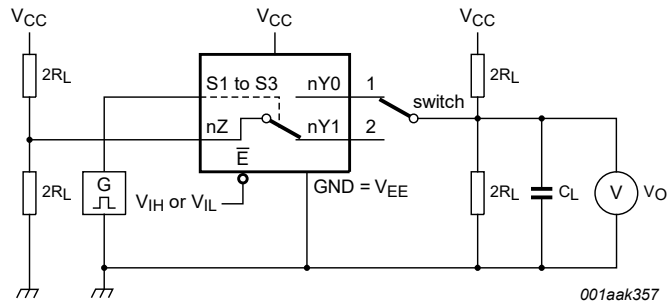 VCC
VCC
VCC
2RL
S1 to S3
nY0
1
switch
2RL
nZ
nY1
2
E
2RL
G
VIH or VIL
GND = VEE
2RL
CL
V
VO
001aak357